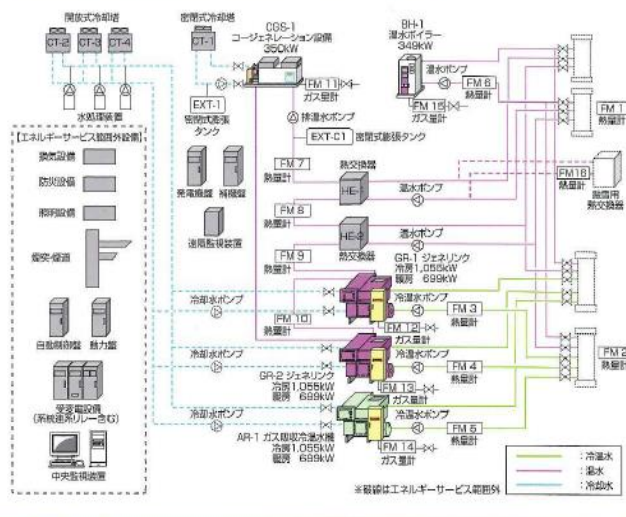 開放式冷却塔
CT-2
CT-3
CT-4
水処理装置
密閉式冷却塔
CT-1
EXT-1
密閉式膨張
タンク
CGS-1
コージェネレーション設備
350kW
FM 11
ガス量計
排温水ポンプ
EXT-C1
密閉式膨張タンク
BH-1
温水ボイラー
349kW
温水ポンプ
FM 6
熱量計
FM 15
ガス量計
FM 1
熱量計
【エネルギーサービス範囲外設備】
換気設備
防災設備
照明設備
煙突・煙道
自動制御盤
動力盤
受変電設備
(系統連系リレー含む)
中央監視装置
発電機盤
補機盤
遠隔監視装置
FM 7
熱量計
熱交換器
HE-1
温水ポンプ
FM16
熱量計
融雪用
熱交換器
FM 8
熱量計
HE-2
熱交換器
温水ポンプ
FM 9
熱量計
GR-1 ジェネリンク
冷房1,055kW
暖房 699kW
冷却水ポンプ
冷温水ポンプ
FM 3
熱量計
FM 10
熱量計
FM 12
ガス量計
冷却水ポンプ
冷温水ポンプ
FM 4
熱量計
FM 2
熱量計
GR-2 ジェネリンク
冷房1,055kW
暖房 699kW
FM 13
ガス量計
冷却水ポンプ
冷温水ポンプ
FM 5
熱量計
AR-1 ガス吸収冷温水機
冷房1,055kW
暖房 699kW
FM 14
ガス量計
※破線はエネルギーサービス範囲外
:冷温水
:温水
:冷却水